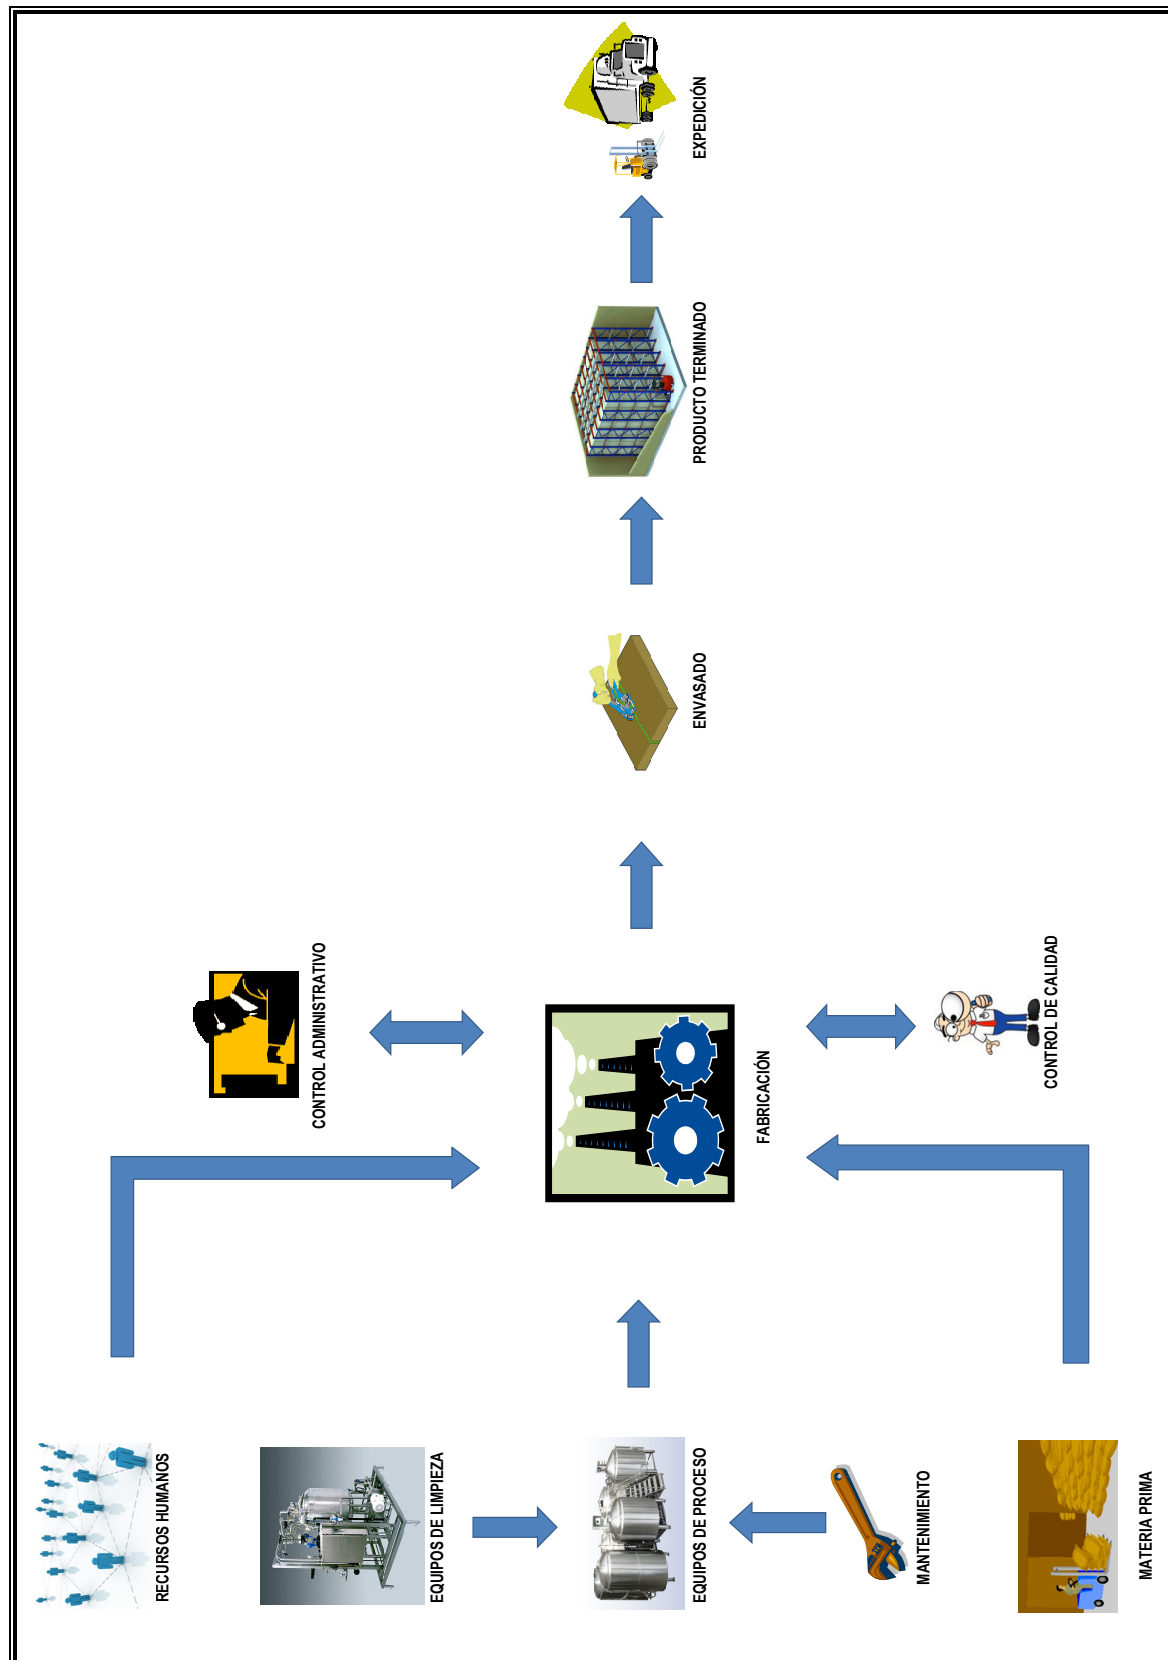 RECURSOS HUMANOS
CONTROL ADMINISTRATIVO
EQUIPOS DE LIMPIEZA
EQUIPOS DE PROCESO
FABRICACIÓN
ENVASADO
PRODUCTO TERMINADO
EXPEDICIÓN
MANTENIMIENTO
CONTROL DE CALIDAD
MATERIA PRIMA